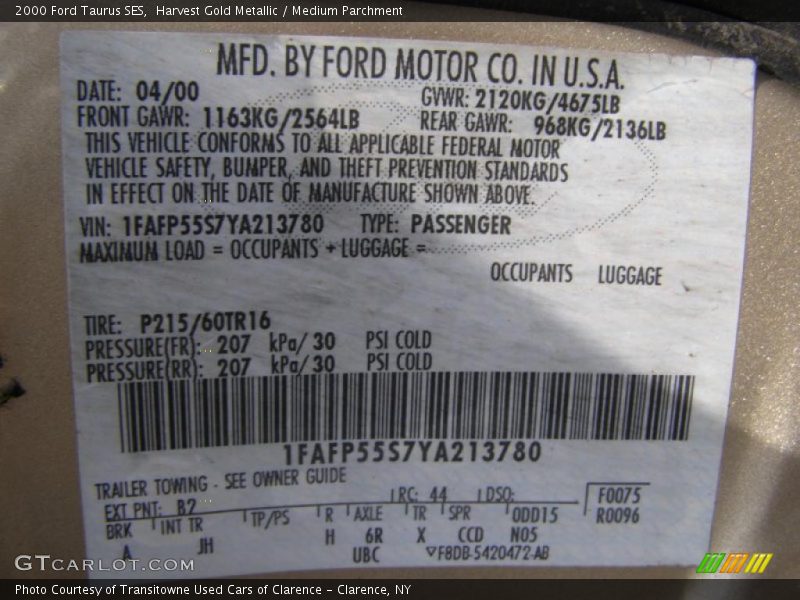 2000 Ford Taurus SES, Harvest Gold Metallic / Medium Parchment
MFD. BY FORD MOTOR CO. IN U.S.A.
DATE: 04/00 GVWR: 2120KG/4675LB
FRONT GAWR: 1163KG/2564LB REAR GAWR: 968KG/2136LB
THIS VEHICLE CONFORMS TO ALL APPLICABLE FEDERAL MOTOR
VEHICLE SAFETY, BUMPER, AND THEFT PREVENTION STANDARDS
IN EFFECT ON THE DATE OF MANUFACTURE SHOWN ABOVE.
VIN: 1FAFP55S7YA213780 TYPE: PASSENGER
MAXIMUM LOAD = OCCUPANTS + LUGGAGE =
OCCUPANTS LUGGAGE
TIRE: P215/60TR16
PRESSURE(FR): 207 kPa/ 30 PSI COLD
PRESSURE(RR): 207 kPa/ 30 PSI COLD
1FAFP55S7YA213780
TRAILER TOWING - SEE OWNER GUIDE
EXT PNT: B2 RC: 44 DSO: F0075
BRK INT TR TP/PS R AXLE TR SPR ODD15 R0096
A JH H 6R X CCD N05
UBC ▽F8DB-5420472-AB
GTCARLOT.COM
Photo Courtesy of Transitowne Used Cars of Clarence - Clarence, NY